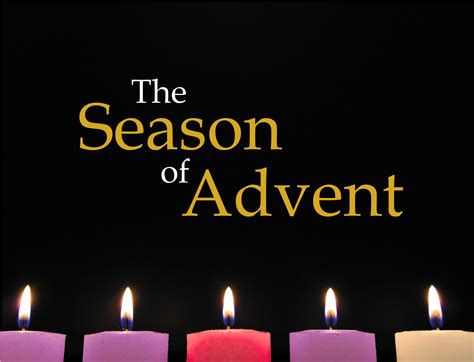 The
Season
of
Advent